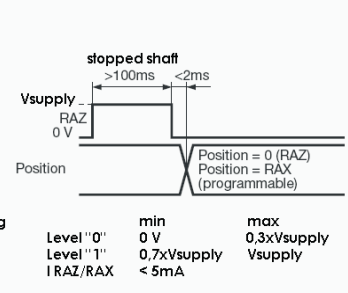 stopped shaft
>100ms <2ms
Vsupply
RAZ
0 V
Position = 0 (RAZ)
Position Position = RAX
(programmable)
g min max
Level "0" 0 V 0,3xVsupply
Level "1" 0,7xVsupply Vsupply
I RAZ/RAX < 5mA